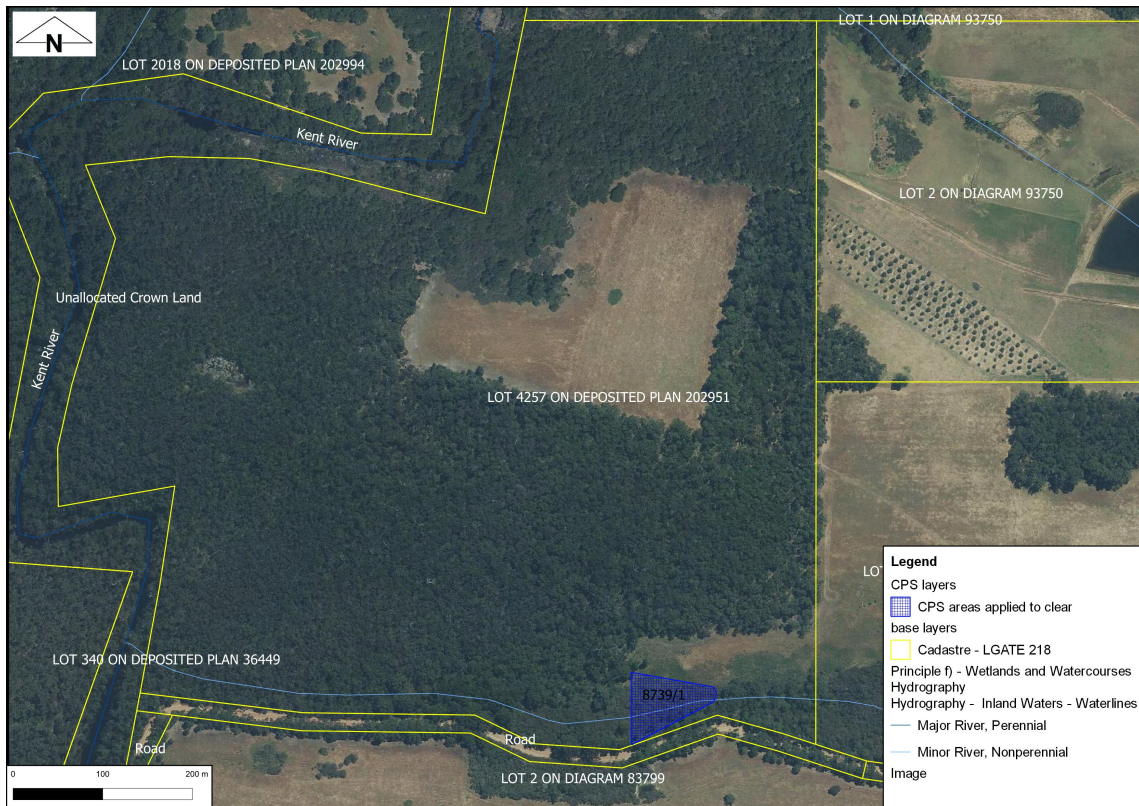 N
LOT 1 ON DIAGRAM 93750
LOT 2018 ON DEPOSITED PLAN 202994
Kent River
LOT 2 ON DIAGRAM 93750
Unallocated Crown Land
Kent River
LOT 4257 ON DEPOSITED PLAN 202951
LOT 340 ON DEPOSITED PLAN 36449
8739/1
Road
Road
LOT 2 ON DIAGRAM 83799
0 100 200 m
Legend
CPS layers
CPS areas applied to clear
base layers
Cadastre - LGATE 218
Principle f) - Wetlands and Watercourses
Hydrography
Hydrography - Inland Waters - Waterlines
Major River, Perennial
Minor River, Nonperennial
Image